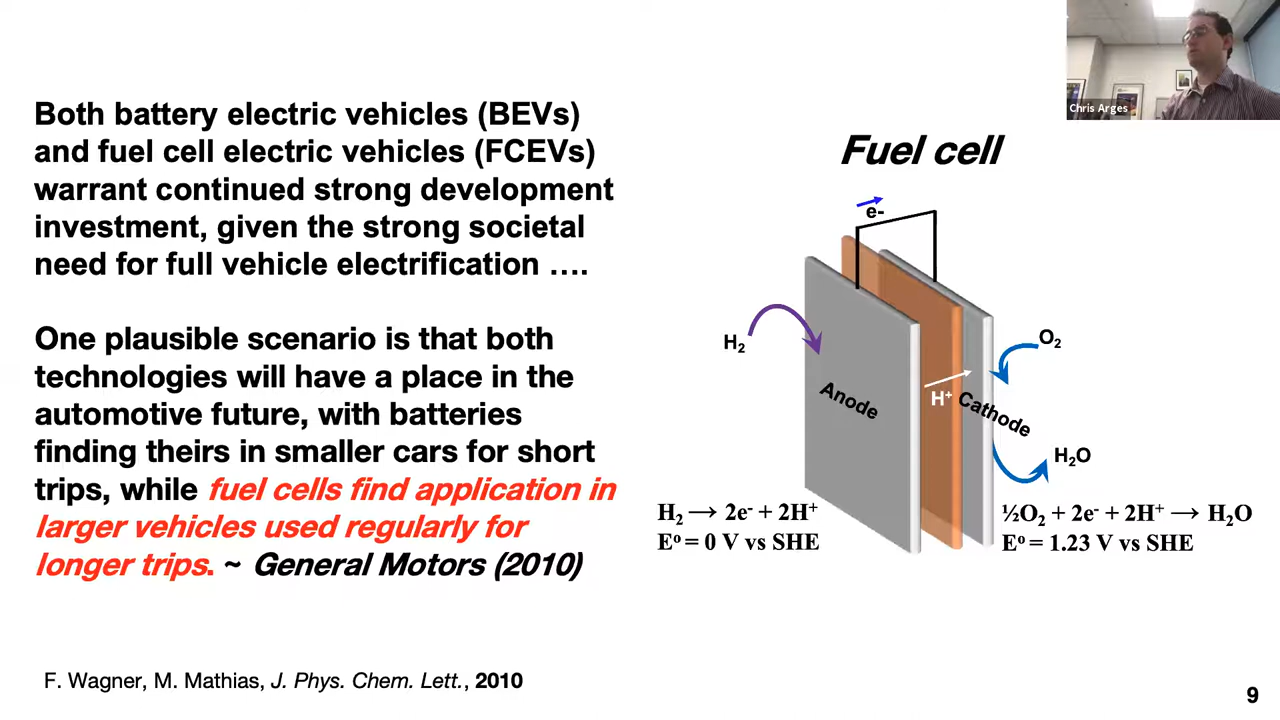 Chris Arges
Both battery electric vehicles (BEVs)
and fuel cell electric vehicles (FCEVs)
warrant continued strong development
investment, given the strong societal
need for full vehicle electrification ….
One plausible scenario is that both
technologies will have a place in the
automotive future, with batteries
finding theirs in smaller cars for short
trips, while fuel cells find application in
larger vehicles used regularly for
longer trips. ~ General Motors (2010)
F. Wagner, M. Mathias, J. Phys. Chem. Lett., 2010
Fuel cell
e-
H₂
O₂
Anode
H⁺
Cathode
H₂O
H₂ → 2e⁻ + 2H⁺
Eº = 0 V vs SHE
½O₂ + 2e⁻ + 2H⁺ → H₂O
Eº = 1.23 V vs SHE
9